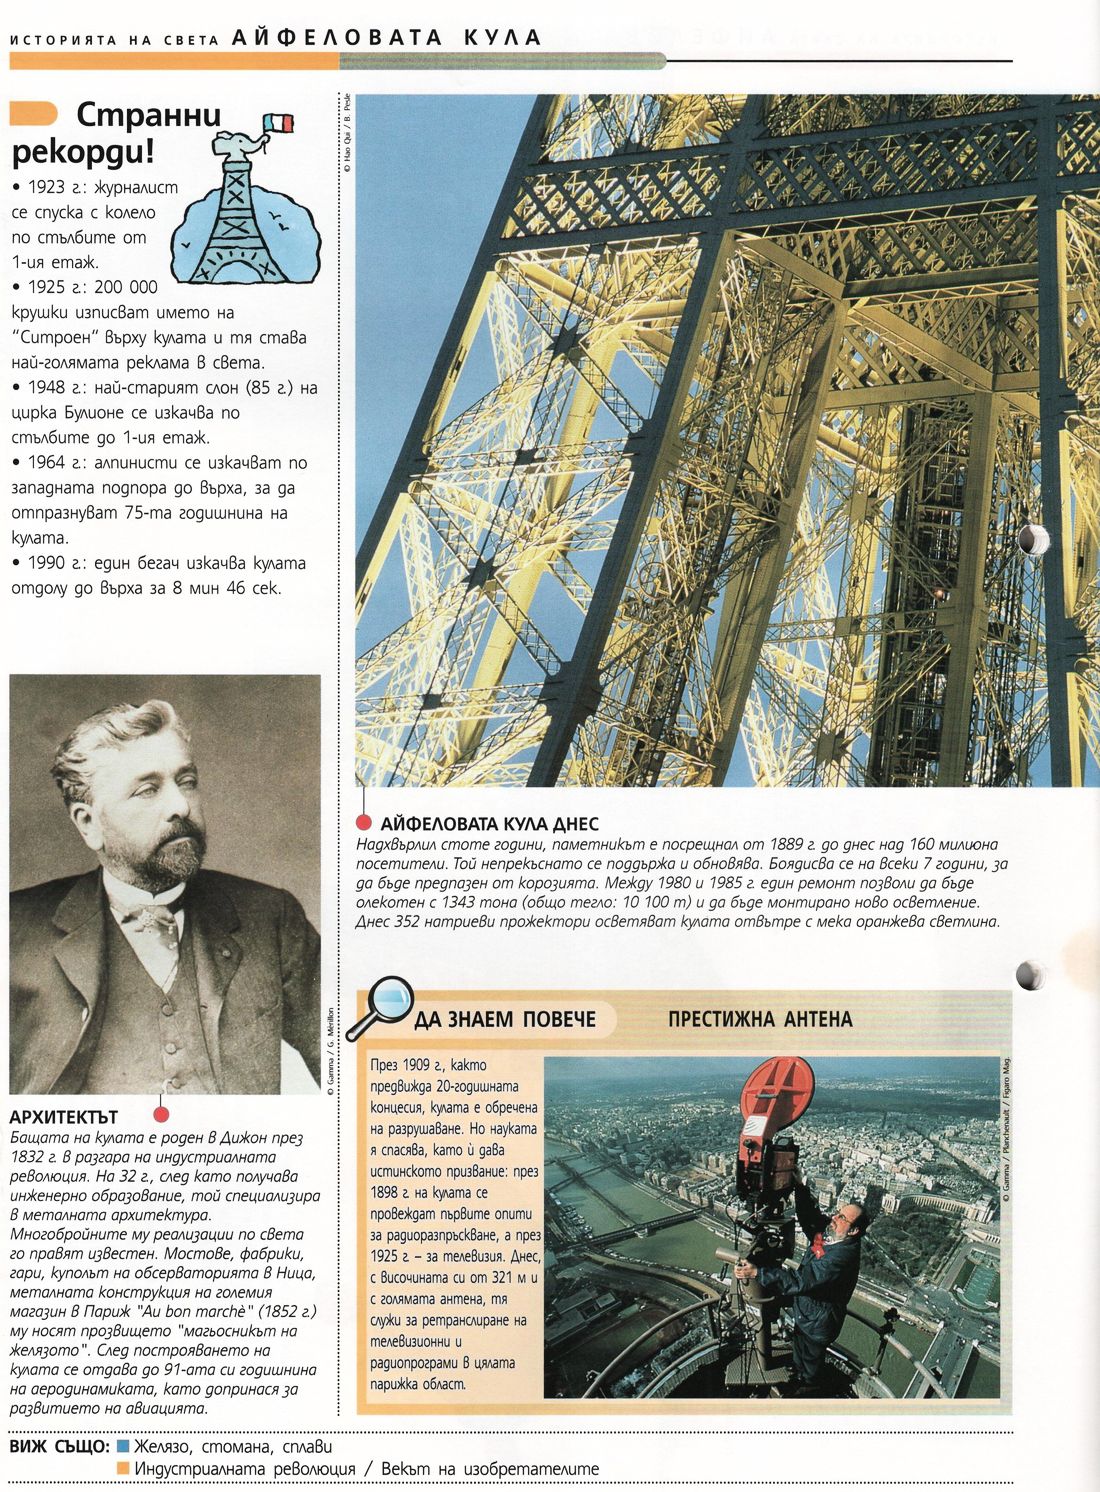 ИСТОРИЯТА НА СВЕТА АЙФЕЛОВАТА КУЛА
Странни
рекорди!
• 1923 г.: журналист
се спуска с колело
по стълбите от
1-ия етаж.
• 1925 г.: 200 000
крушки изписват името на
"Ситроен" върху кулата и тя става
най-голямата реклама в света.
• 1948 г.: най-старият слон (85 г.) на
цирка Булионе се изкачва по
стълбите до 1-ия етаж.
• 1964 г.: алпинисти се изкачват по
западната подпора до върха, за да
отпразнуват 75-та годишнина на
кулата.
• 1990 г.: един бегач изкачва кулата
отдолу до върха за 8 мин 46 сек.
© Hao Qui / B. Pesle
АЙФЕЛОВАТА КУЛА ДНЕС
Надхвърлил стоте години, паметникът е посрещнал от 1889 г. до днес над 160 милиона
посетители. Той непрекъснато се поддържа и обновява. Боядисва се на всеки 7 години, за
да бъде предпазен от корозията. Между 1980 и 1985 г. един ремонт позволи да бъде
олекотен с 1343 тона (общо тегло: 10 100 т) и да бъде монтирано ново осветление.
Днес 352 натриеви прожектори осветяват кулата отвътре с мека оранжева светлина.
© Gamma / G. Mérillon
АРХИТЕКТЪТ
Бащата на кулата е роден в Дижон през
1832 г. в разгара на индустриалната
революция. На 32 г., след като получава
инженерно образование, той специализира
в металната архитектура.
Многобройните му реализации по света
го правят известен. Мостове, фабрики,
гари, куполът на обсерваторията в Ница,
металната конструкция на големия
магазин в Париж "Au bon marchè" (1852 г.)
му носят прозвището "магьосникът на
желязото". След построяването на
кулата се отдава до 91-ата си годишнина
на аеродинамиката, като допринася за
развитието на авиацията.
ДА ЗНАЕМ ПОВЕЧЕ
ПРЕСТИЖНА АНТЕНА
През 1909 г., както
предвижда 20-годишната
концесия, кулата е обречена
на разрушаване. Но науката
я спасява, като ѝ дава
истинското призвание: през
1898 г. на кулата се
провеждат първите опити
за радиоразпръскване, а през
1925 г. – за телевизия. Днес,
с височината си от 321 м и
с голямата антена, тя
служи за ретранслиране на
телевизионни и
радиопрограми в цялата
парижка област.
© Gamma / Planchenault / Figaro Mag.
ВИЖ СЪЩО: Желязо, стомана, сплави
Индустриалната революция / Векът на изобретателите